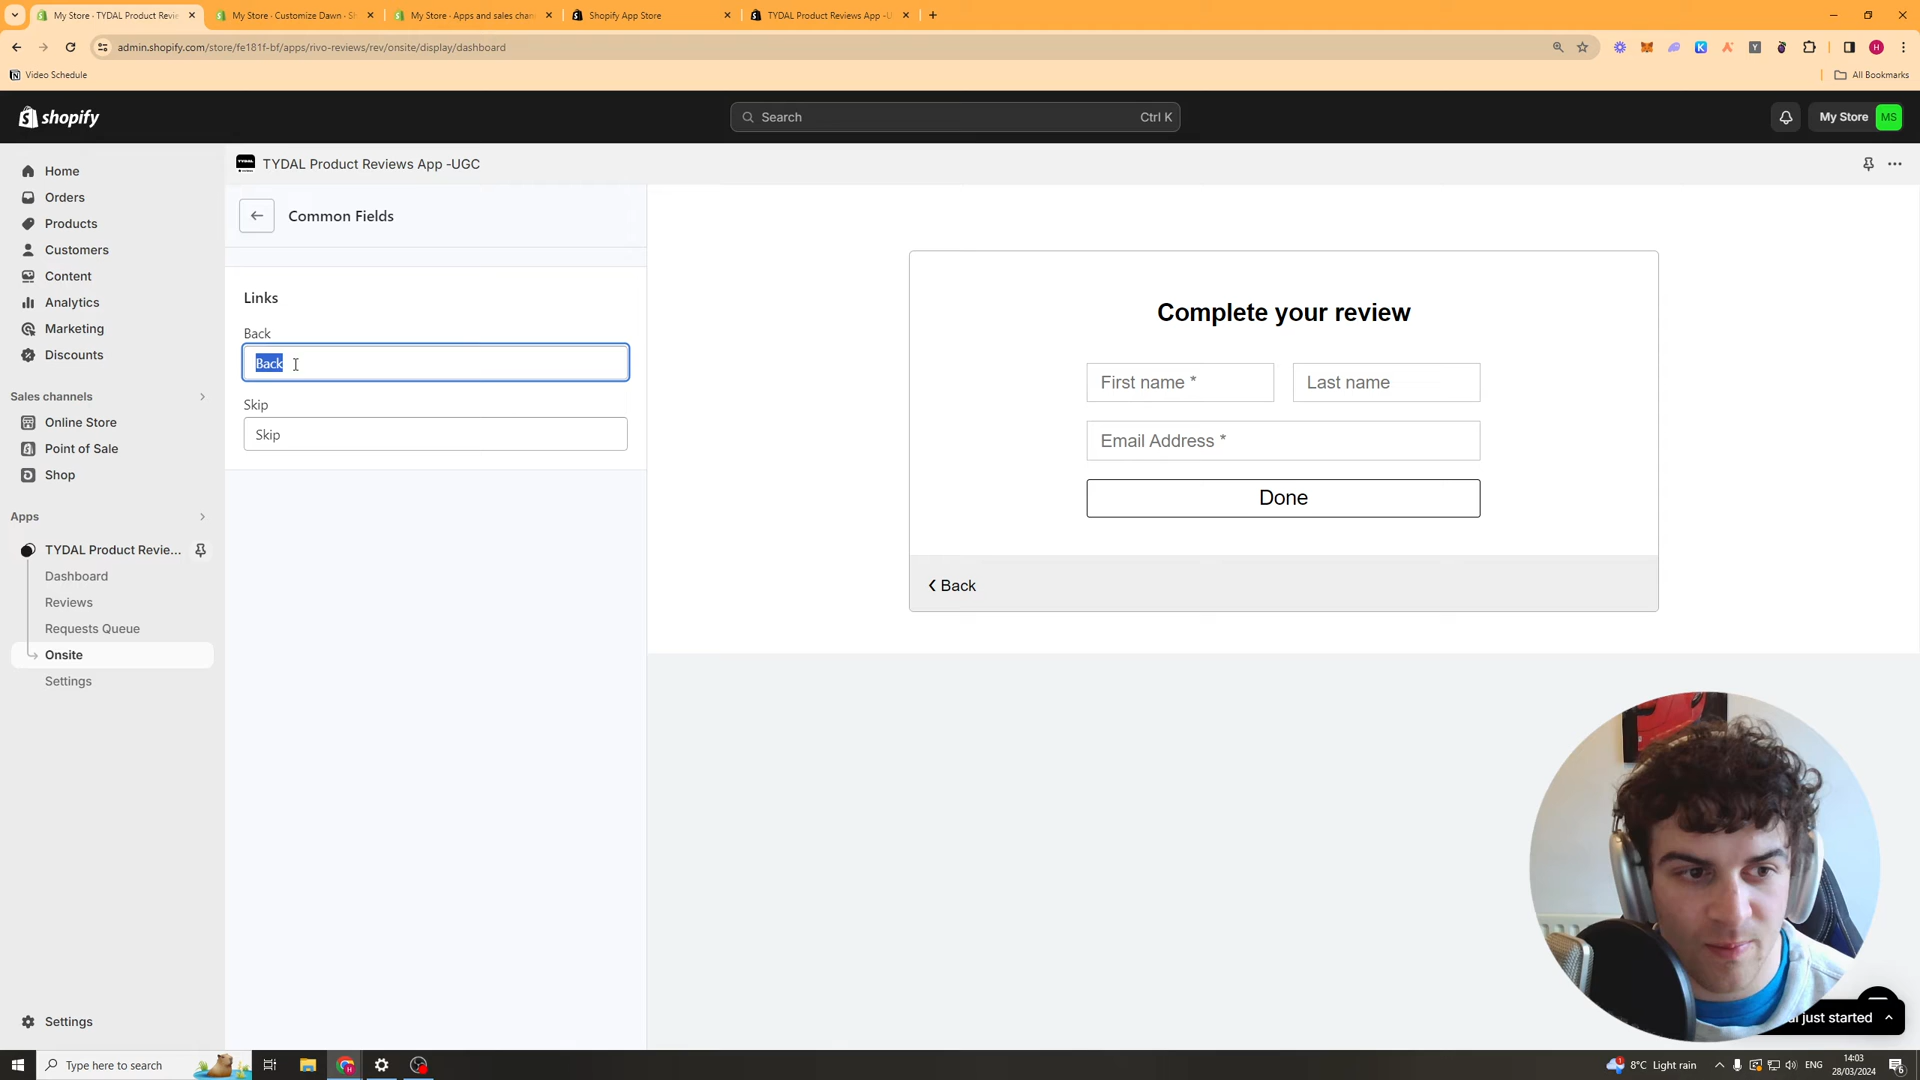 My Store - TYDAL Product Revie
My Store · Customize Dawn · S
My Store · Apps and sales chan
Shopify App Store
TYDAL Product Reviews App -U
admin.shopify.com/store/fe181f-bf/apps/rivo-reviews/rev/onsite/display/dashboard
Video Schedule
All Bookmarks
shopify
Search
Ctrl K
My Store
MS
Home
Orders
Products
Customers
Content
Analytics
Marketing
Discounts
Sales channels
Online Store
Point of Sale
Shop
Apps
TYDAL Product Revie...
Dashboard
Reviews
Requests Queue
Onsite
Settings
Settings
TYDAL Product Reviews App -UGC
Common Fields
Links
Back
Back
Skip
Skip
Complete your review
First name *
Last name
Email Address *
Done
Back
just started
Type here to search
8°C Light rain
ENG
14:03
28/03/2024